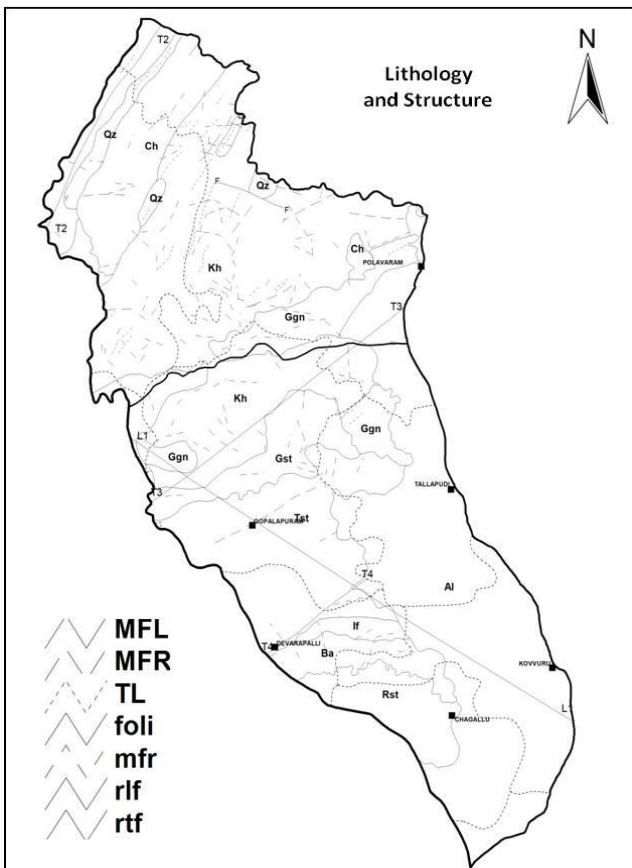 T2
N
Lithology
and Structure
Qz
Ch
F
Qz
Qz
F
T2
Ch
Kh
POLAVARAM
Ggn
T3
Kh
L1
Ggn
Ggn
Gst
T3
TALLAPUDI
Tst
GOPALAPURAM
T4
Al
If
T4
DEVARAPALLI
Ba
KOVVURU
Rst
L1
CHAGALLU
MFL
MFR
TL
foli
mfr
rlf
rtf